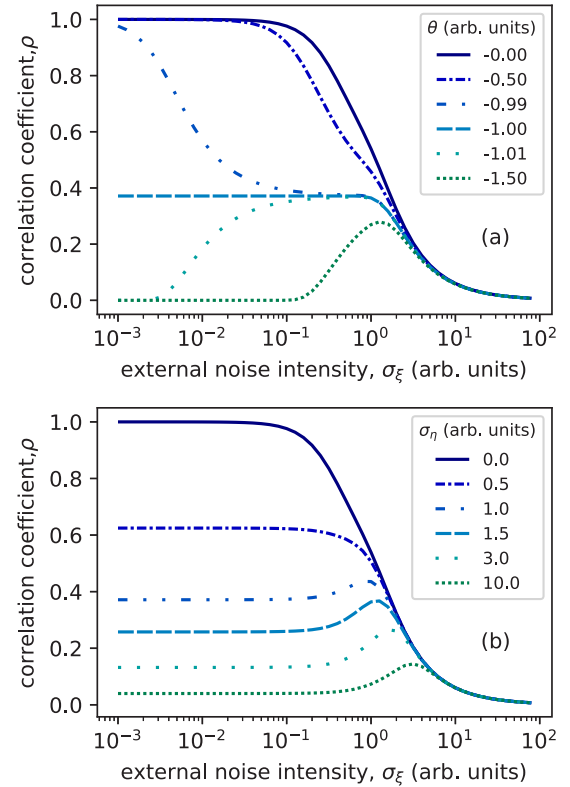 θ (arb. units)
-0.00
-0.50
-0.99
-1.00
-1.01
-1.50
(a)
1.0
0.8
0.6
0.4
0.2
0.0
correlation coefficient,ρ
10⁻³ 10⁻² 10⁻¹ 10⁰ 10¹ 10²
external noise intensity, σ_ξ (arb. units)
σ_η (arb. units)
0.0
0.5
1.0
1.5
3.0
10.0
(b)
1.0
0.8
0.6
0.4
0.2
0.0
correlation coefficient,ρ
10⁻³ 10⁻² 10⁻¹ 10⁰ 10¹ 10²
external noise intensity, σ_ξ (arb. units)